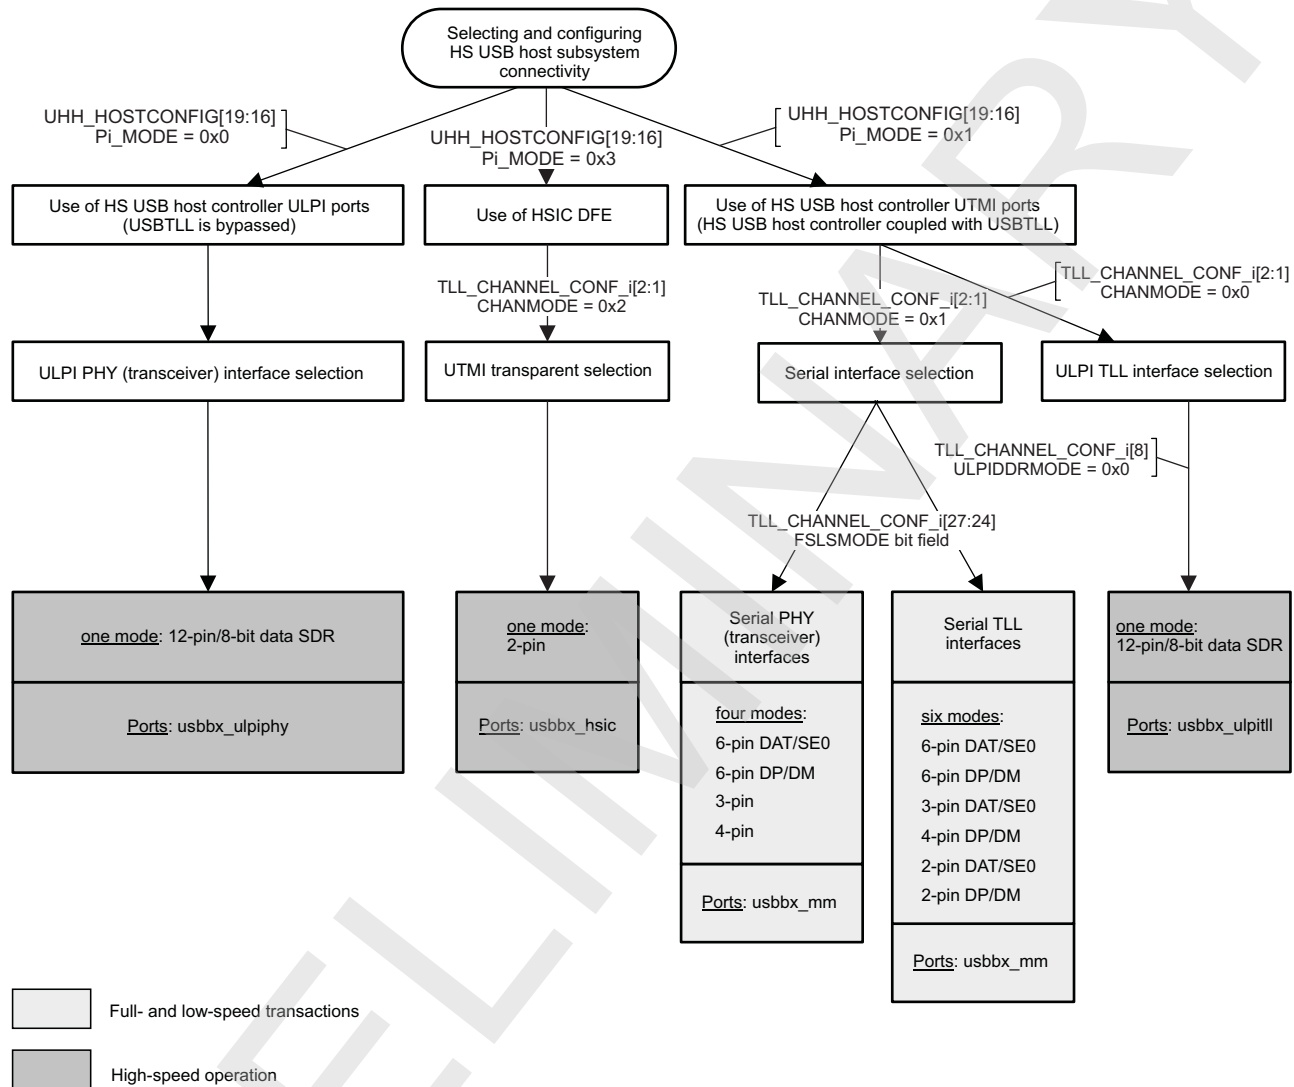 Selecting and configuring
HS USB host subsystem
connectivity
UHH_HOSTCONFIG[19:16]
Pi_MODE = 0x0
UHH_HOSTCONFIG[19:16]
Pi_MODE = 0x3
UHH_HOSTCONFIG[19:16]
Pi_MODE = 0x1
Use of HS USB host controller ULPI ports
(USBTLL is bypassed)
Use of HSIC DFE
Use of HS USB host controller UTMI ports
(HS USB host controller coupled with USBTLL)
TLL_CHANNEL_CONF_i[2:1]
CHANMODE = 0x2
TLL_CHANNEL_CONF_i[2:1]
CHANMODE = 0x1
TLL_CHANNEL_CONF_i[2:1]
CHANMODE = 0x0
ULPI PHY (transceiver) interface selection
UTMI transparent selection
Serial interface selection
ULPI TLL interface selection
TLL_CHANNEL_CONF_i[8]
ULPIDDRMODE = 0x0
TLL_CHANNEL_CONF_i[27:24]
FSLSMODE bit field
one mode: 12-pin/8-bit data SDR
Ports: usbbx_ulpiphy
one mode:
2-pin
Ports: usbbx_hsic
Serial PHY
(transceiver)
interfaces
four modes:
6-pin DAT/SE0
6-pin DP/DM
3-pin
4-pin
Ports: usbbx_mm
Serial TLL
interfaces
six modes:
6-pin DAT/SE0
6-pin DP/DM
3-pin DAT/SE0
4-pin DP/DM
2-pin DAT/SE0
2-pin DP/DM
Ports: usbbx_mm
one mode:
12-pin/8-bit data SDR
Ports: usbbx_ulpitll
Full- and low-speed transactions
High-speed operation
ELIMINARY